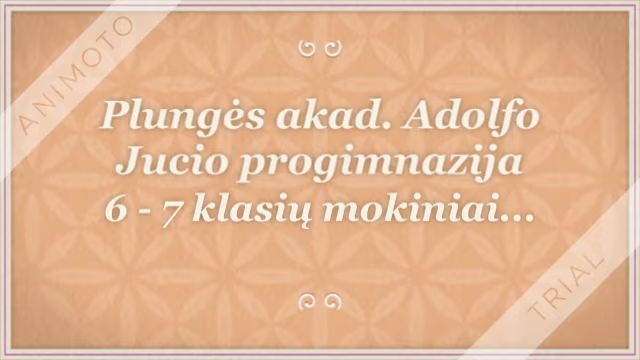 ANIMOTO
Plungės akad. Adolfo
Jucio progimnazija
6 - 7 klasių mokiniai...
TRIAL